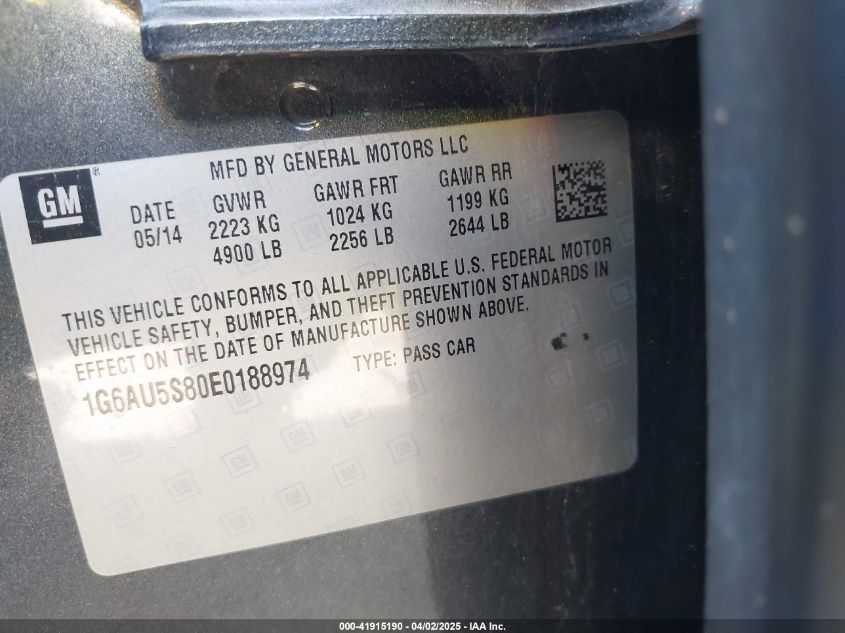 MFD BY GENERAL MOTORS LLC
GM®
DATE GVWR GAWR FRT GAWR RR
05/14 2223 KG 1024 KG 1199 KG
4900 LB 2256 LB 2644 LB
THIS VEHICLE CONFORMS TO ALL APPLICABLE U.S. FEDERAL MOTOR
VEHICLE SAFETY, BUMPER, AND THEFT PREVENTION STANDARDS IN
EFFECT ON THE DATE OF MANUFACTURE SHOWN ABOVE.
1G6AU5S80E0188974 TYPE: PASS CAR
000-41915190 - 04/02/2025 - IAA Inc.